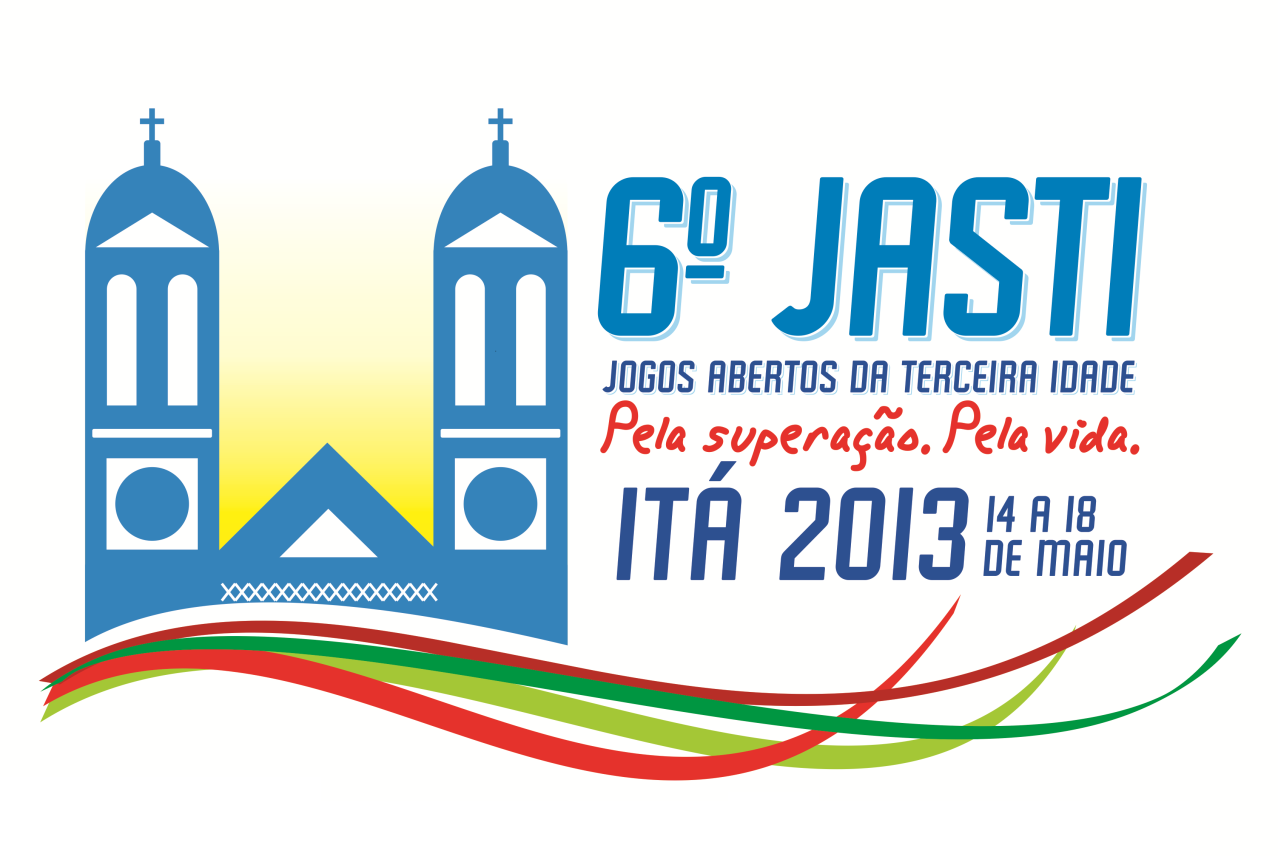 6º JASTI
JOGOS ABERTOS DA TERCEIRA IDADE
Pela superação. Pela vida.
ITÁ 2013
14 A 18
DE MAIO